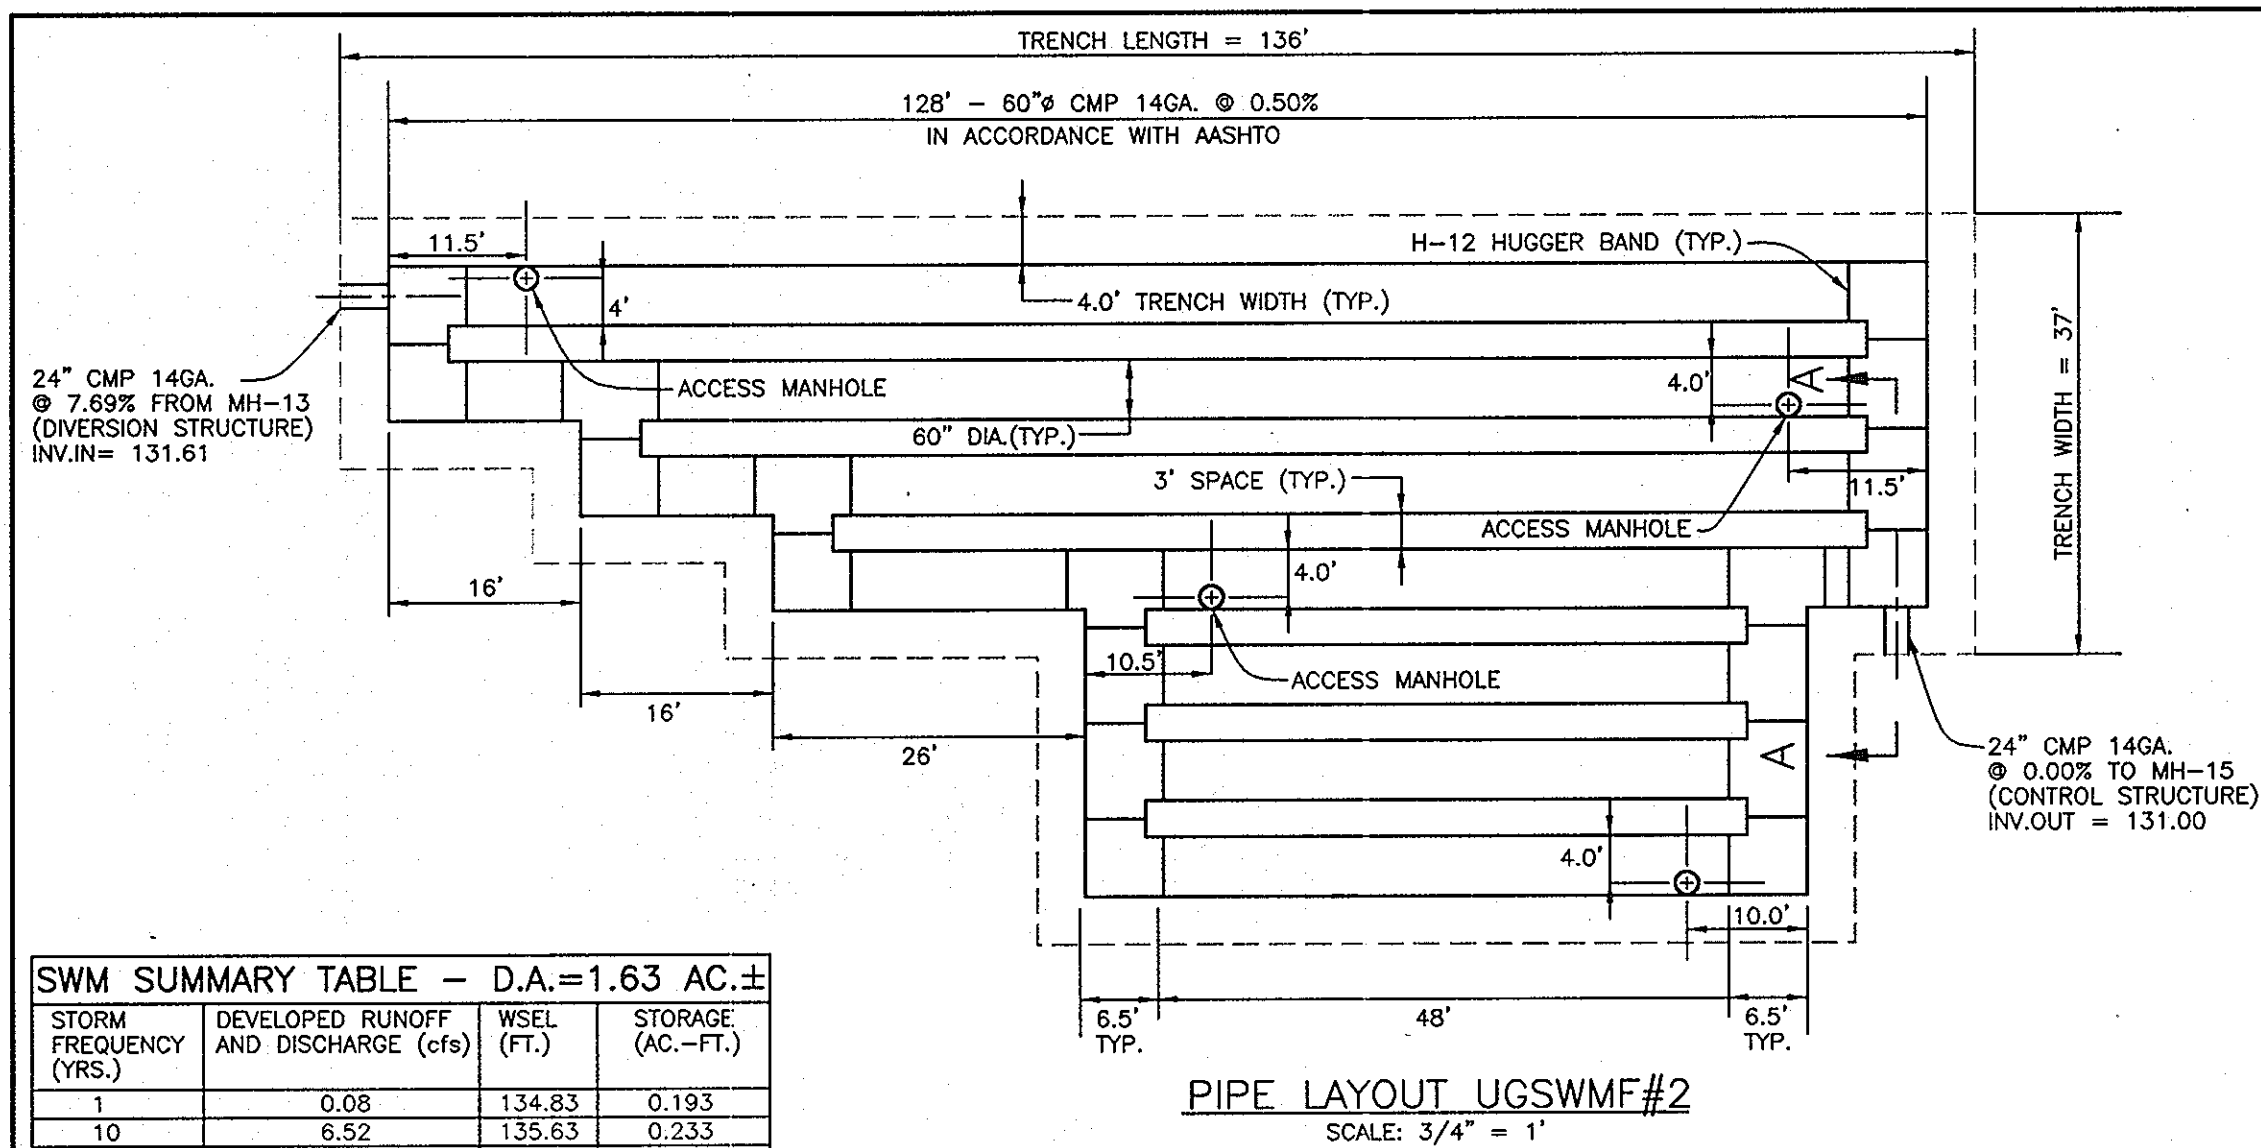 TRENCH LENGTH = 136'
128' - 60"ø CMP 14GA. @ 0.50%
IN ACCORDANCE WITH AASHTO
11.5'
H-12 HUGGER BAND (TYP.)
4'
4.0' TRENCH WIDTH (TYP.)
24" CMP 14GA.
@ 7.69% FROM MH-13
(DIVERSION STRUCTURE)
INV.IN= 131.61
ACCESS MANHOLE
4.0'
A
60" DIA.(TYP.)
TRENCH WIDTH = 37'
3' SPACE (TYP.)
11.5'
ACCESS MANHOLE
16'
4.0'
10.5'
ACCESS MANHOLE
16'
26'
A
24" CMP 14GA.
@ 0.00% TO MH-15
(CONTROL STRUCTURE)
INV.OUT = 131.00
4.0'
10.0'
6.5'
TYP.
48'
6.5'
TYP.
SWM SUMMARY TABLE - D.A.=1.63 AC.±
STORM
FREQUENCY
(YRS.)
DEVELOPED RUNOFF
AND DISCHARGE (cfs)
WSEL
(FT.)
STORAGE
(AC.-FT.)
1 0.08 134.83 0.193
10 6.52 135.63 0.233
PIPE LAYOUT UGSWMF#2
SCALE: 3/4" = 1'